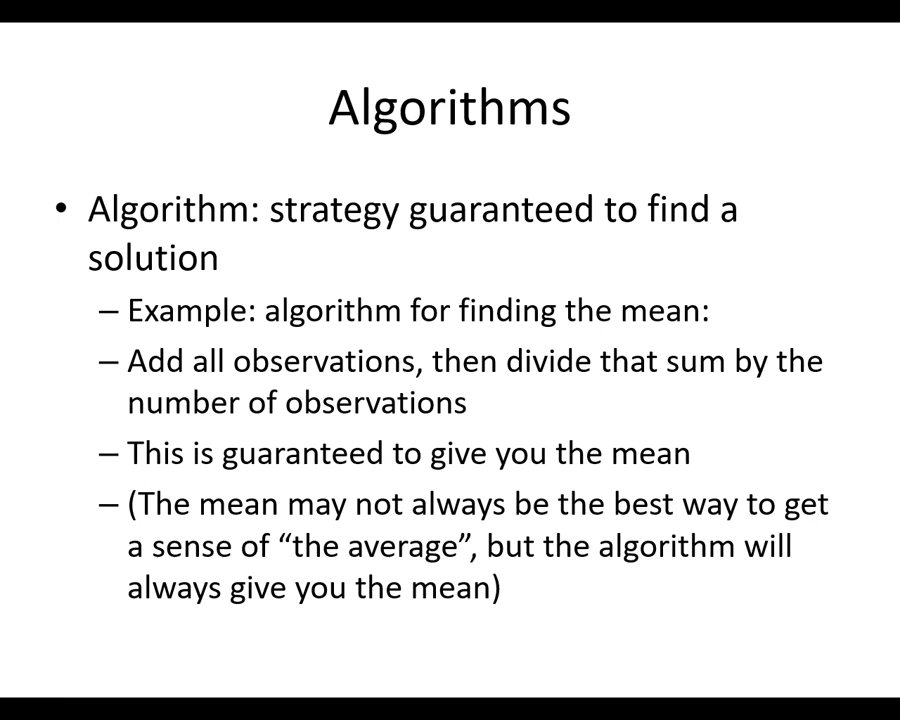 Algorithms
• Algorithm: strategy guaranteed to find a
solution
– Example: algorithm for finding the mean:
– Add all observations, then divide that sum by the
number of observations
– This is guaranteed to give you the mean
– (The mean may not always be the best way to get
a sense of “the average”, but the algorithm will
always give you the mean)